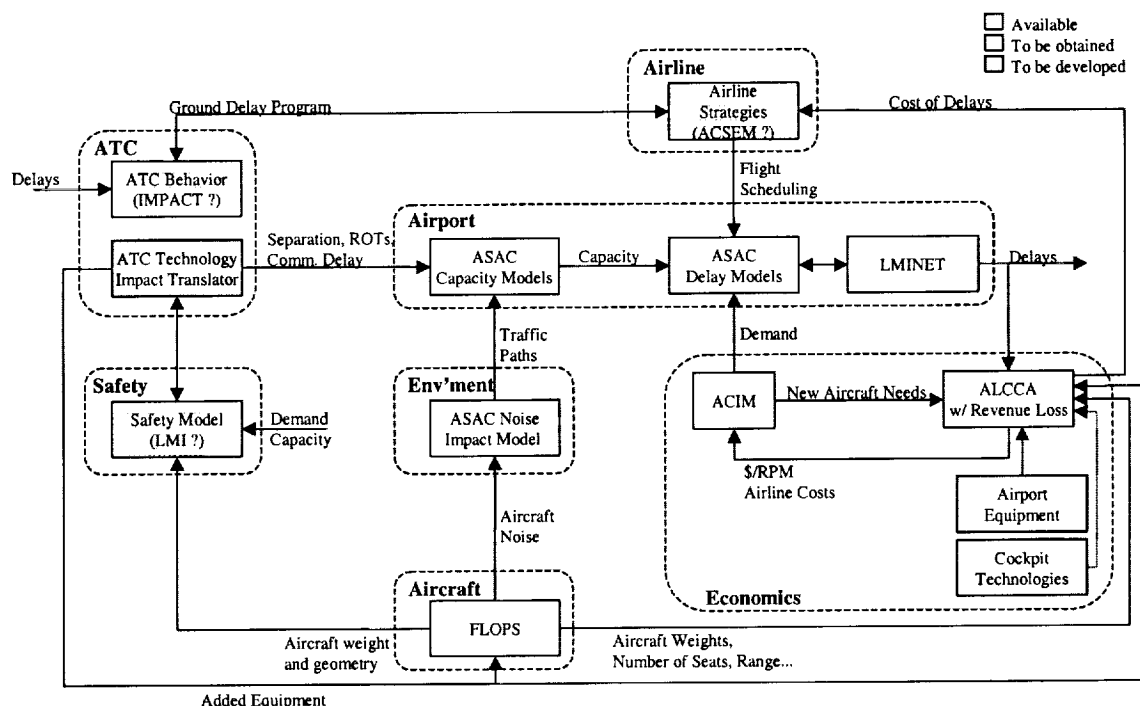 Available
To be obtained
To be developed
Airline
Airline
Strategies
(ACSEM ?)
Ground Delay Program
Cost of Delays
ATC
Delays
ATC Behavior
(IMPACT ?)
Flight
Scheduling
Airport
ATC Technology
Impact Translator
Separation, ROTs,
Comm. Delay
ASAC
Capacity Models
Capacity
ASAC
Delay Models
LMINET
Delays
Traffic
Paths
Demand
Safety
Safety Model
(LMI ?)
Demand
Capacity
Env'ment
ASAC Noise
Impact Model
ACIM
New Aircraft Needs
ALCCA
w/ Revenue Loss
$/RPM
Airline Costs
Airport
Equipment
Aircraft
Noise
Cockpit
Technologies
Economics
Aircraft
FLOPS
Aircraft weight
and geometry
Aircraft Weights,
Number of Seats, Range...
Added Equipment